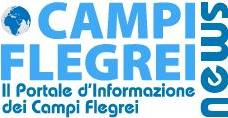 CAMPI
FLEGREI
news
Il Portale d'Informazione
dei Campi Flegrei